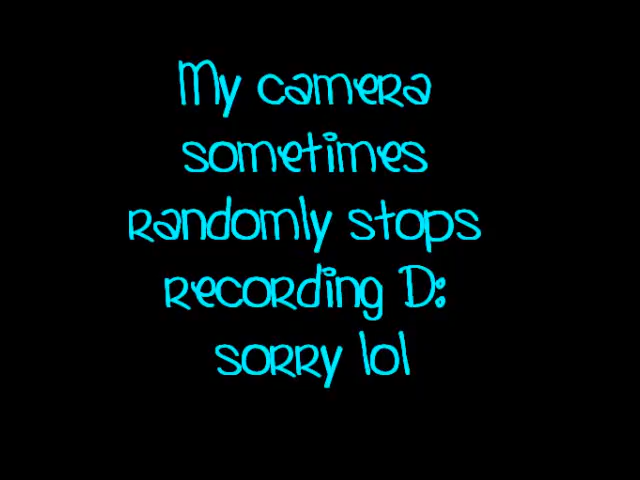 My camera
sometimes
randomly stops
recording D:
sorry lol